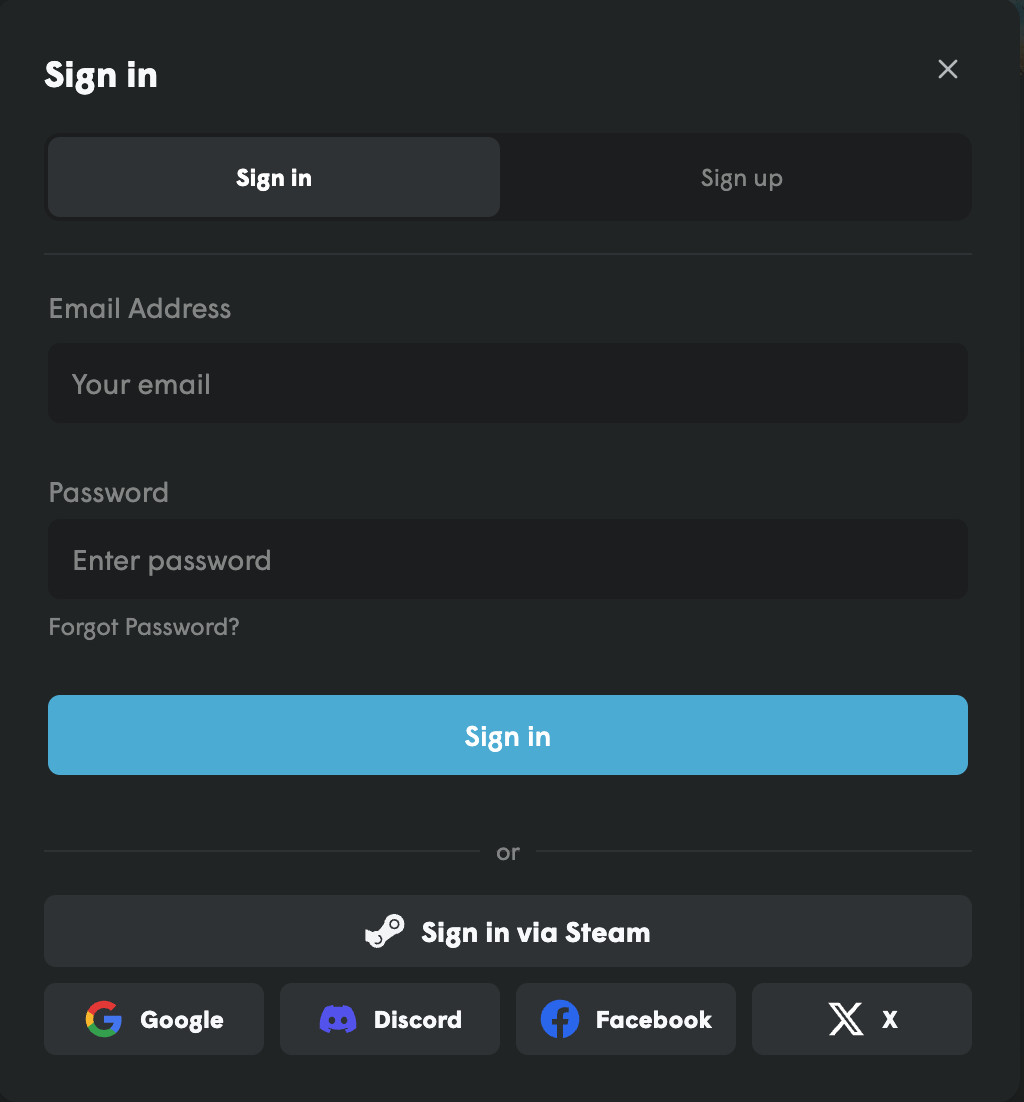 Sign in
Sign in Sign up
Email Address
Your email
Password
Enter password
Forgot Password?
Sign in
or
Sign in via Steam
Google Discord Facebook X